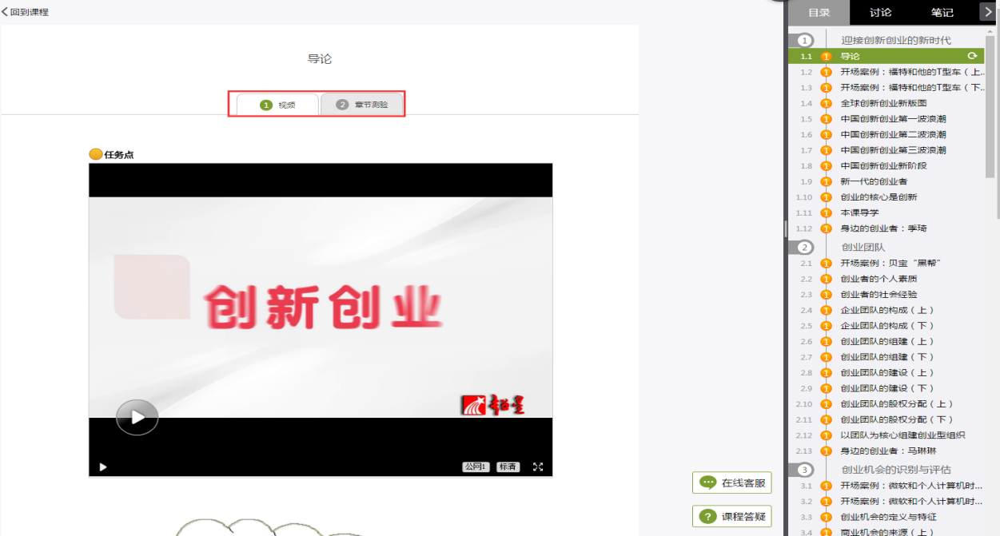 回到课程
导论
1 视频
2 章节测验
任务点
创新创业
超星
公网1 标清
在线客服
? 课程答疑
目录 讨论 笔记
1 迎接创新创业的新时代
1.1 1 导论
1.2 1 开场案例：福特和他的T型车（上...
1.3 1 开场案例：福特和他的T型车（下...
1.4 1 全球创新创业新版图
1.5 1 中国创新创业第一波浪潮
1.6 1 中国创新创业第二波浪潮
1.7 1 中国创新创业第三波浪潮
1.8 1 中国创新创业新阶段
1.9 1 新一代的创业者
1.10 1 创业的核心是创新
1.11 1 本课导学
1.12 1 身边的创业者：季琦
2 创业团队
2.1 1 开场案例：贝宝“黑帮”
2.2 1 创业者的个人素质
2.3 1 创业者的社会经验
2.4 1 企业团队的构成（上）
2.5 1 企业团队的构成（下）
2.6 1 创业团队的组建（上）
2.7 1 创业团队的组建（下）
2.8 1 创业团队的建设（上）
2.9 1 创业团队的建设（下）
2.10 1 创业团队的股权分配（上）
2.11 1 创业团队的股权分配（下）
2.12 1 以团队为核心组建创业型组织
2.13 1 身边的创业者：马琳琳
3 创业机会的识别与评估
3.1 1 开场案例：微软和个人计算机时...
3.2 1 开场案例：微软和个人计算机时...
3.3 1 创业机会的定义与特征
3.4 1 商业机会的来源（上）